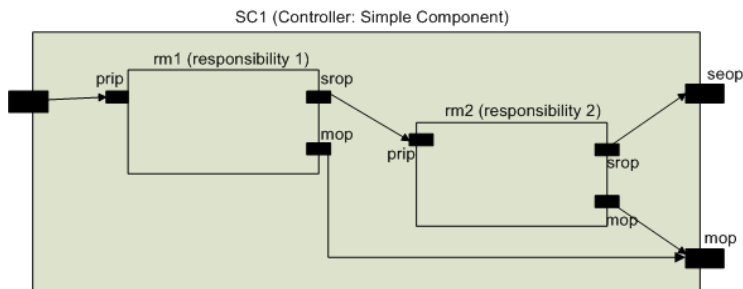 SC1 (Controller: Simple Component)
rm1 (responsibility 1)
prip
srop
seop
mop
rm2 (responsibility 2)
prip
srop
mop
mop